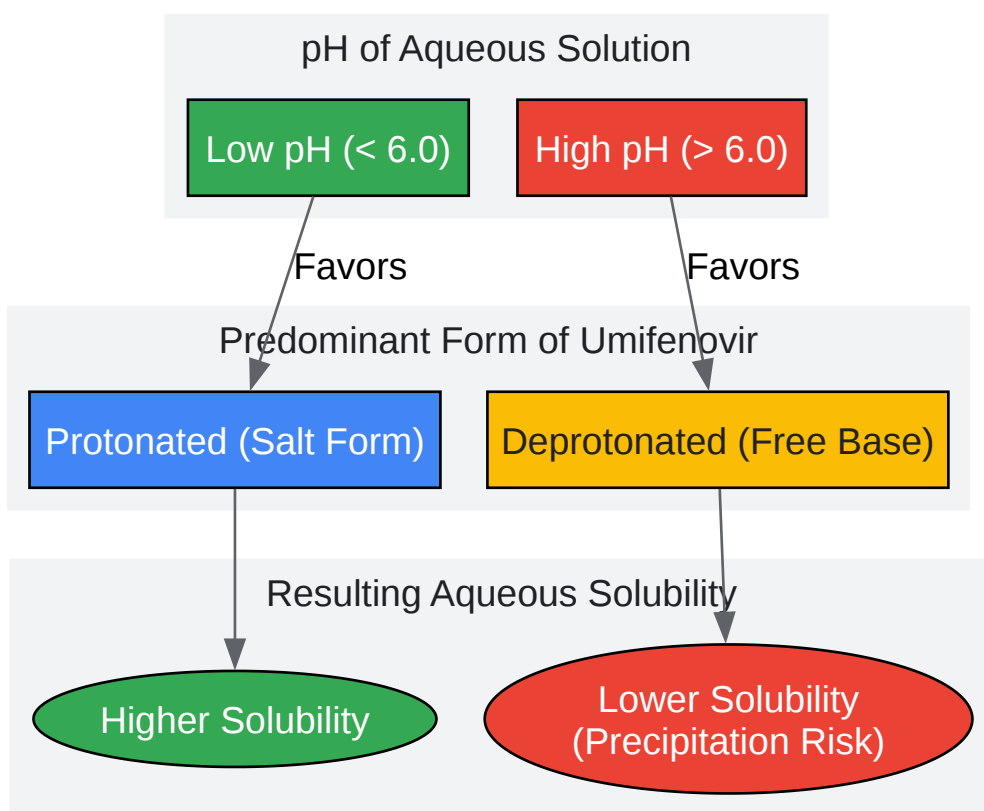 pH of Aqueous Solution
Low pH (< 6.0)
High pH (> 6.0)
Favors
Favors
Predominant Form of Umifenovir
Protonated (Salt Form)
Deprotonated (Free Base)
Resulting Aqueous Solubility
Higher Solubility
Lower Solubility
(Precipitation Risk)